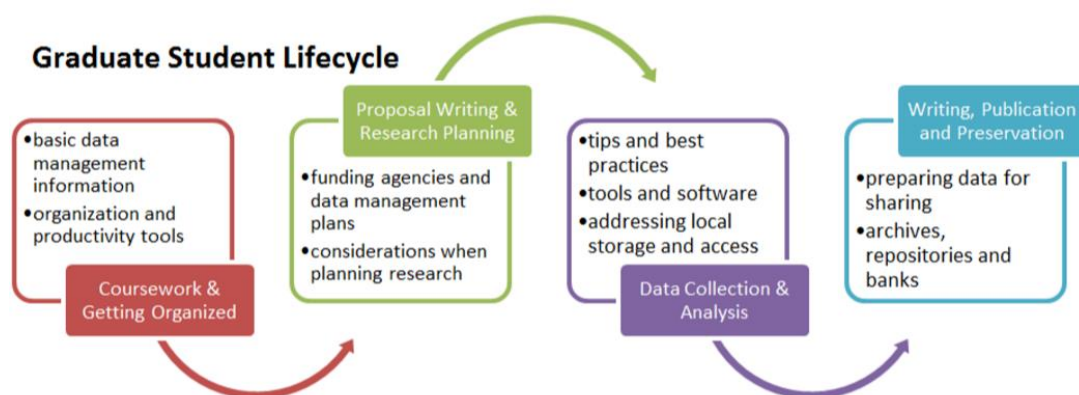 Graduate Student Lifecycle
•basic data
management
information
•organization and
productivity tools
Coursework &
Getting Organized
Proposal Writing &
Research Planning
•funding agencies and
data management
plans
•considerations when
planning research
•tips and best
practices
•tools and software
•addressing local
storage and access
Data Collection &
Analysis
Writing, Publication
and Preservation
•preparing data for
sharing
•archives,
repositories and
banks